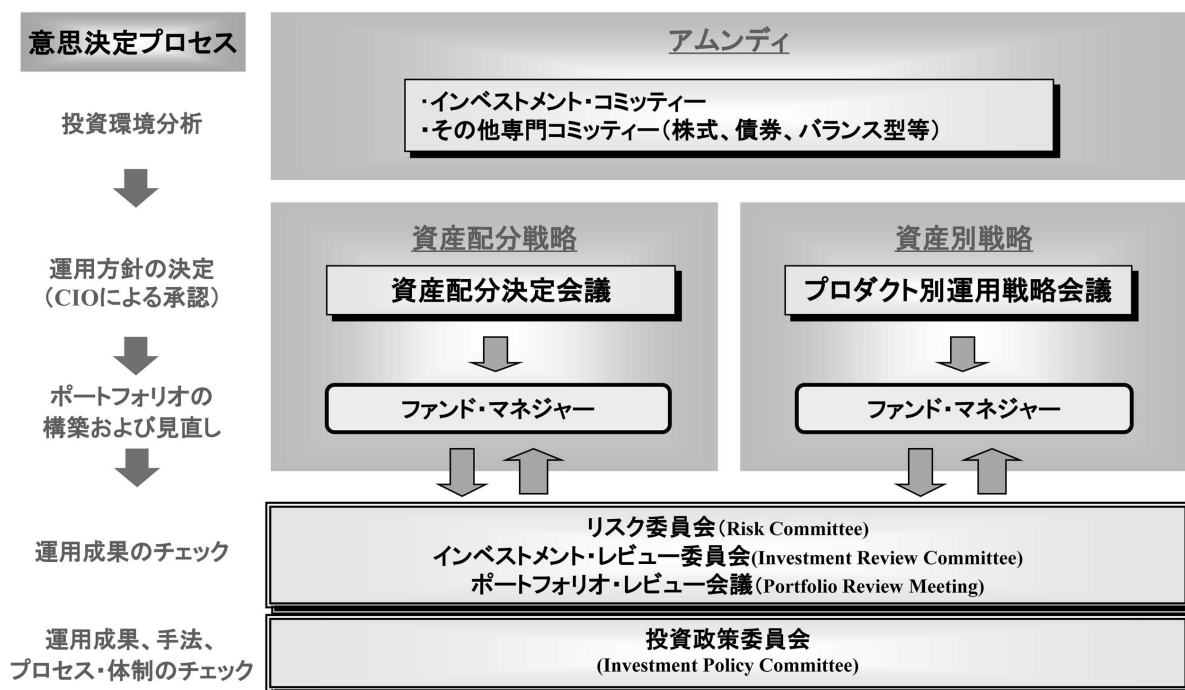 意思決定プロセス
アムンディ
投資環境分析
・インベストメント・コミッティー
・その他専門コミッティー（株式、債券、バランス型等）
運用方針の決定
（CIOによる承認）
資産配分戦略
資産配分決定会議
資産別戦略
プロダクト別運用戦略会議
ポートフォリオの
構築および見直し
ファンド・マネジャー
ファンド・マネジャー
運用成果のチェック
リスク委員会（Risk Committee）
インベストメント・レビュー委員会(Investment Review Committee)
ポートフォリオ・レビュー会議（Portfolio Review Meeting)
運用成果、手法、
プロセス・体制のチェック
投資政策委員会
(Investment Policy Committee)